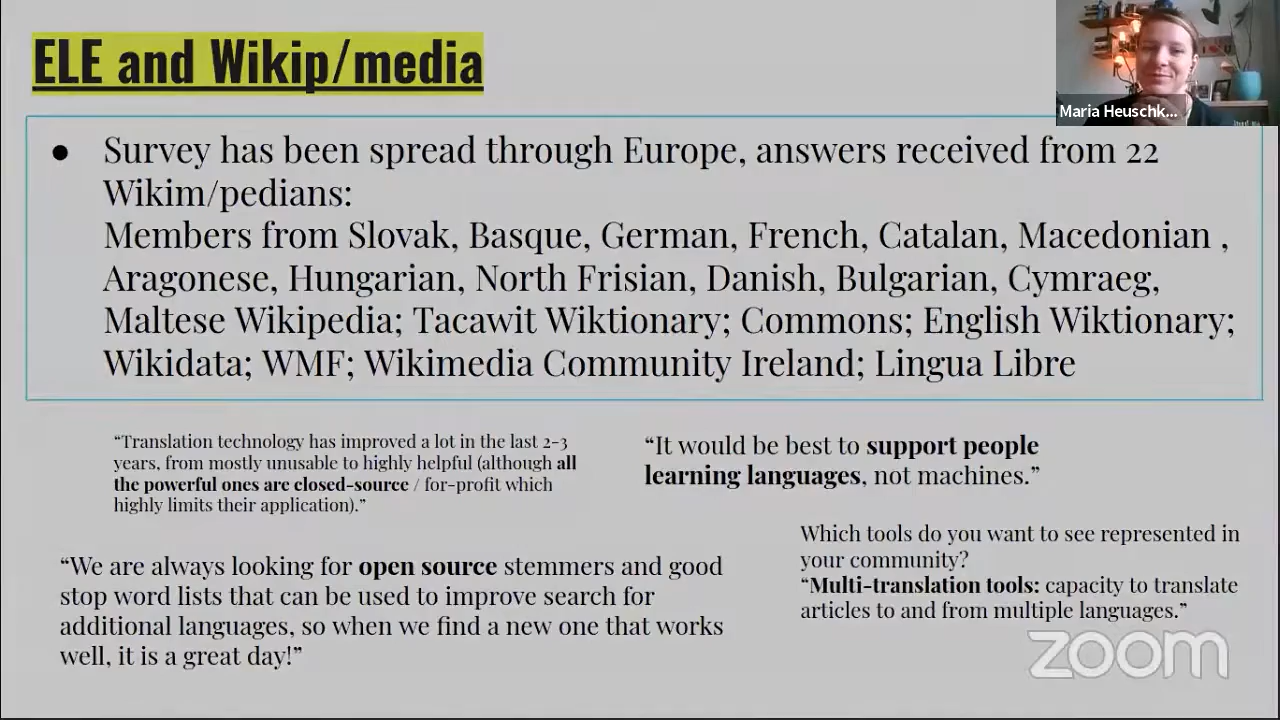 ELE and Wikip/media
Maria Heuschk...
● Survey has been spread through Europe, answers received from 22
Wikim/pedians:
Members from Slovak, Basque, German, French, Catalan, Macedonian ,
Aragonese, Hungarian, North Frisian, Danish, Bulgarian, Cymraeg,
Maltese Wikipedia; Tacawit Wiktionary; Commons; English Wiktionary;
Wikidata; WMF; Wikimedia Community Ireland; Lingua Libre
“Translation technology has improved a lot in the last 2-3
years, from mostly unusable to highly helpful (although all
the powerful ones are closed-source / for-profit which
highly limits their application).”
“It would be best to support people
learning languages, not machines.”
“We are always looking for open source stemmers and good
stop word lists that can be used to improve search for
additional languages, so when we find a new one that works
well, it is a great day!”
Which tools do you want to see represented in
your community?
“Multi-translation tools: capacity to translate
articles to and from multiple languages.”
zoom